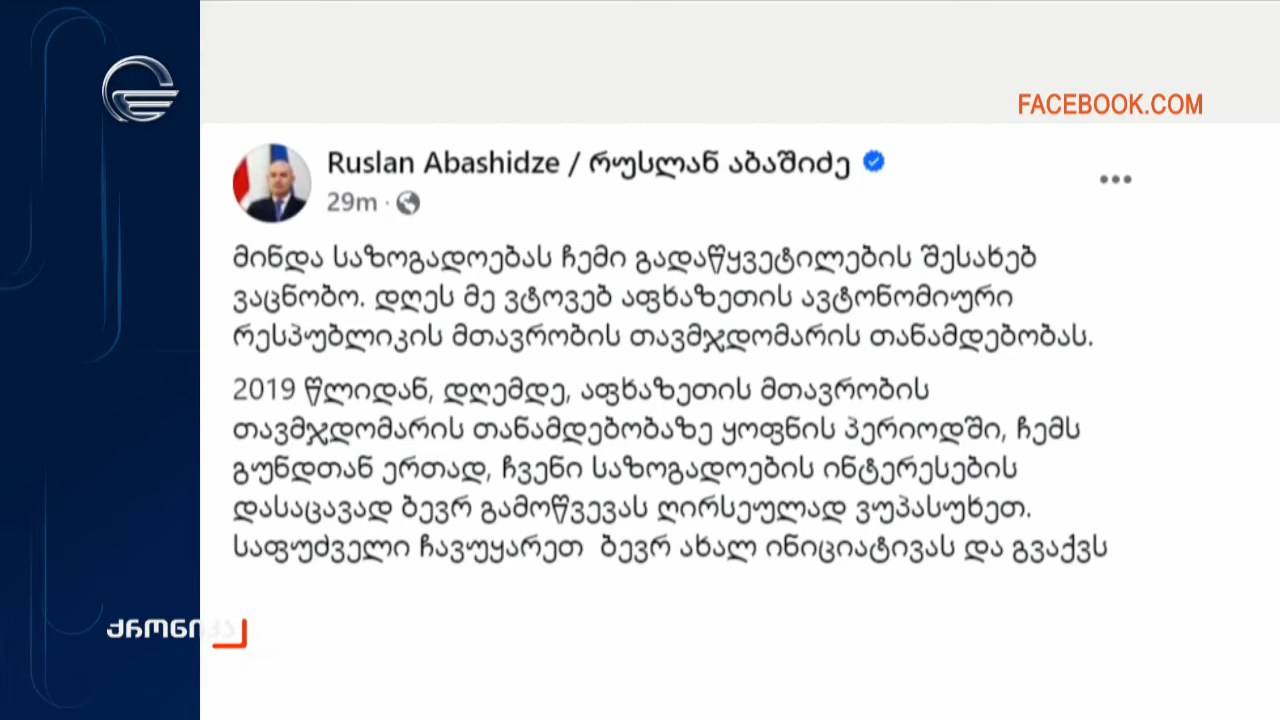 FACEBOOK.COM
Ruslan Abashidze / რუსლან აბაშიძე
29m ·
მინდა საზოგადოებას ჩემი გადაწყვეტილების შესახებ
ვაცნობო. დღეს მე ვტოვებ აფხაზეთის ავტონომიური
რესპუბლიკის მთავრობის თავმჯდომარის თანამდებობას.
2019 წლიდან, დღემდე, აფხაზეთის მთავრობის
თავმჯდომარის თანამდებობაზე ყოფნის პერიოდში, ჩემს
გუნდთან ერთად, ჩვენი საზოგადოების ინტერესების
დასაცავად ბევრ გამოწვევას ღირსეულად ვუპასუხეთ.
საფუძველი ჩავუყარეთ ბევრ ახალ ინიციატივას და გვაქვს
ქრონიკა